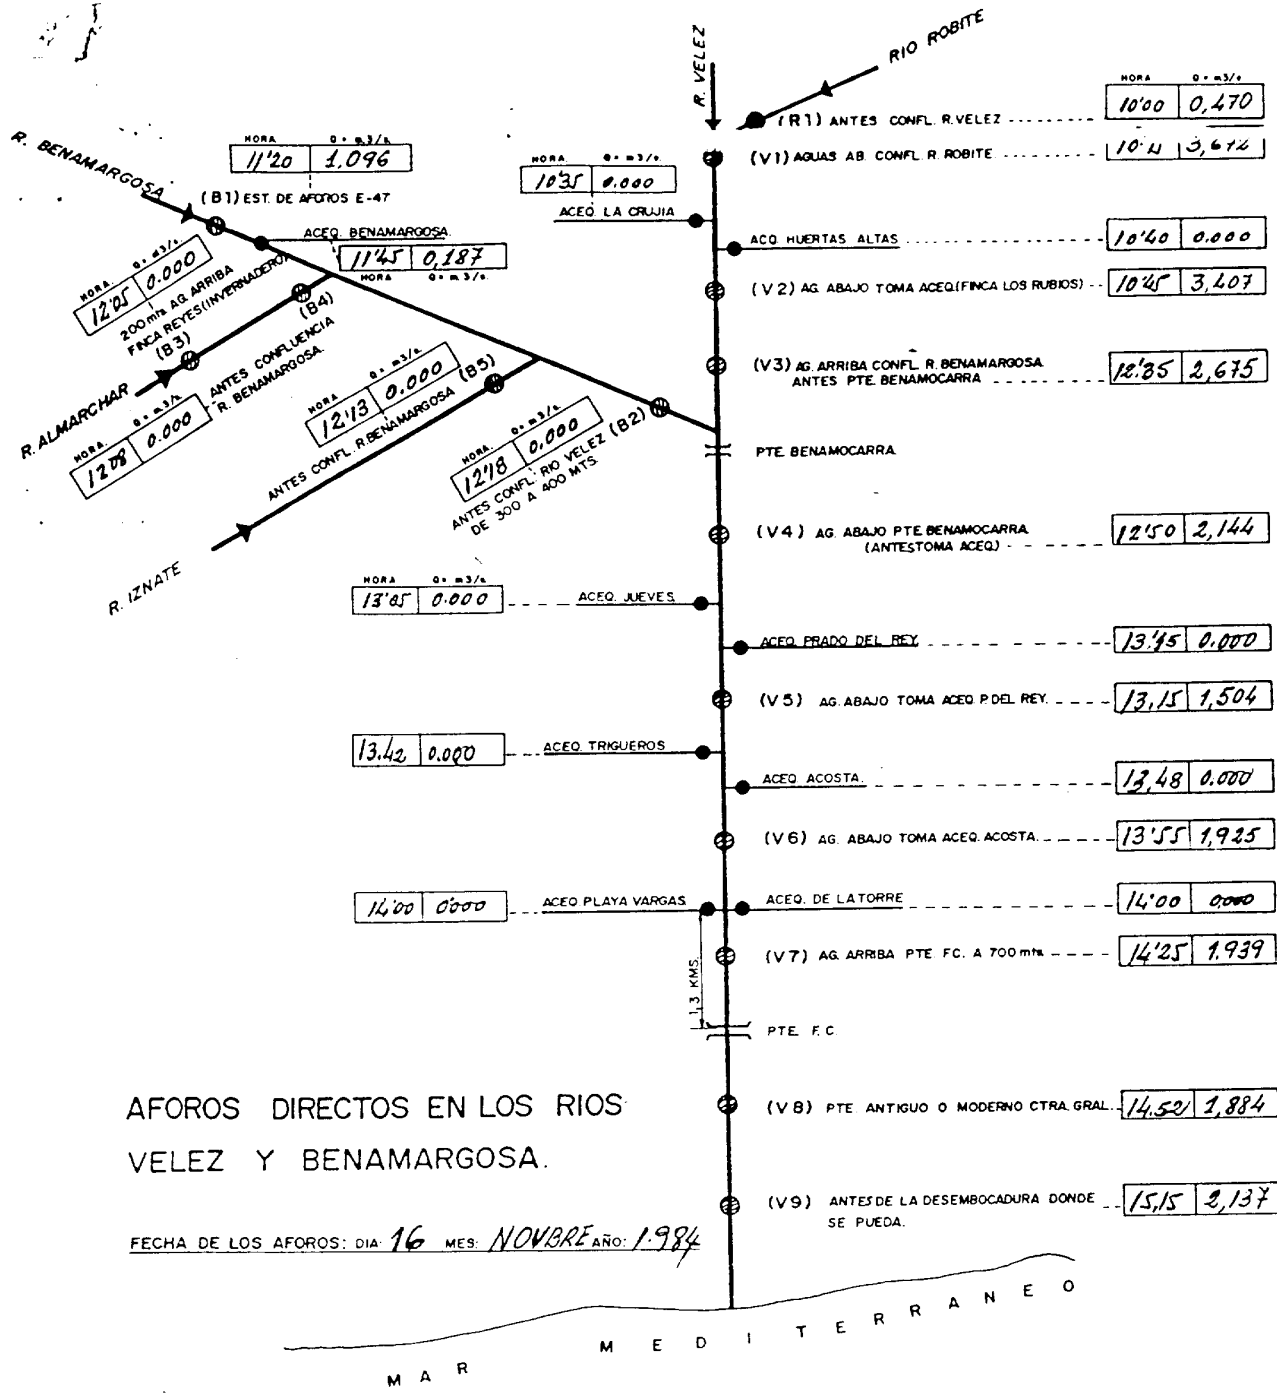 R. VELEZ
RIO ROBITE
HORA Q = m3/s.
10'00 0,470
(R1) ANTES CONFL. R. VELEZ
(V1) AGUAS AB. CONFL. R. ROBITE 3,672
R. BENAMARGOSA
HORA Q = m3/s.
11'20 1,096
(B1) EST. DE AFOROS E-47
HORA. Q = m3/s.
10'35 0.000
ACEQ. LA CRUJIA
ACEQ. BENAMARGOSA.
11'45 0,187
HORA Q = m3/s.
ACQ. HUERTAS ALTAS 10'40 0.000
HORA. Q = m3/s.
12'05 0.000
200 mts AG. ARRIBA
FINCA REYES (INVERNADERO)
(B3)
(B4)
(V2) AG. ABAJO TOMA ACEQ (FINCA LOS RUBIOS) 10'45 3,407
(V3) AG. ARRIBA CONFL. R. BENAMARGOSA.
ANTES PTE. BENAMOCARRA 12'35 2,675
R. ALMARCHAR
HORA. Q = m3/s.
12'08 0.000
ANTES CONFLUENCIA
R. BENAMARGOSA.
HORA Q = m3/s.
12'13 0.000
ANTES CONFL. R. BENAMARGOSA (B5)
HORA. Q = m3/s.
12'18 0,000
ANTES CONFL. RIO VELEZ (B2)
DE 300 A 400 MTS.
PTE. BENAMOCARRA
R. IZNATE
(V4) AG. ABAJO PTE. BENAMOCARRA
(ANTES TOMA ACEQ.) 12'50 2,144
HORA Q = m3/s.
13'05 0.000 ACEQ. JUEVES
ACEQ. PRADO DEL REY 0.000
(V5) AG. ABAJO TOMA ACEQ. P. DEL REY. 13,15 1,504
13.42 0.000 ACEQ. TRIGUEROS
ACEQ. ACOSTA. 13,48 0.000
(V6) AG. ABAJO TOMA ACEQ. ACOSTA. 13'55 1,925
14'00 0'000 ACEQ. PLAYA VARGAS.
ACEQ. DE LA TORRE 14'00 0,000
(V7) AG. ARRIBA PTE. FC. A 700 mts 14'25 1.939
1,3 KMS.
PTE. F.C.
(V8) PTE. ANTIGUO O MODERNO CTRA. GRAL. 14.52 1,884
(V9) ANTES DE LA DESEMBOCADURA DONDE
SE PUEDA. 15,15 2,137
AFOROS DIRECTOS EN LOS RIOS
VELEZ Y BENAMARGOSA.
FECHA DE LOS AFOROS: DIA: 16 MES: NOVBRE AÑO: 1.984
MAR MEDITERRANEO